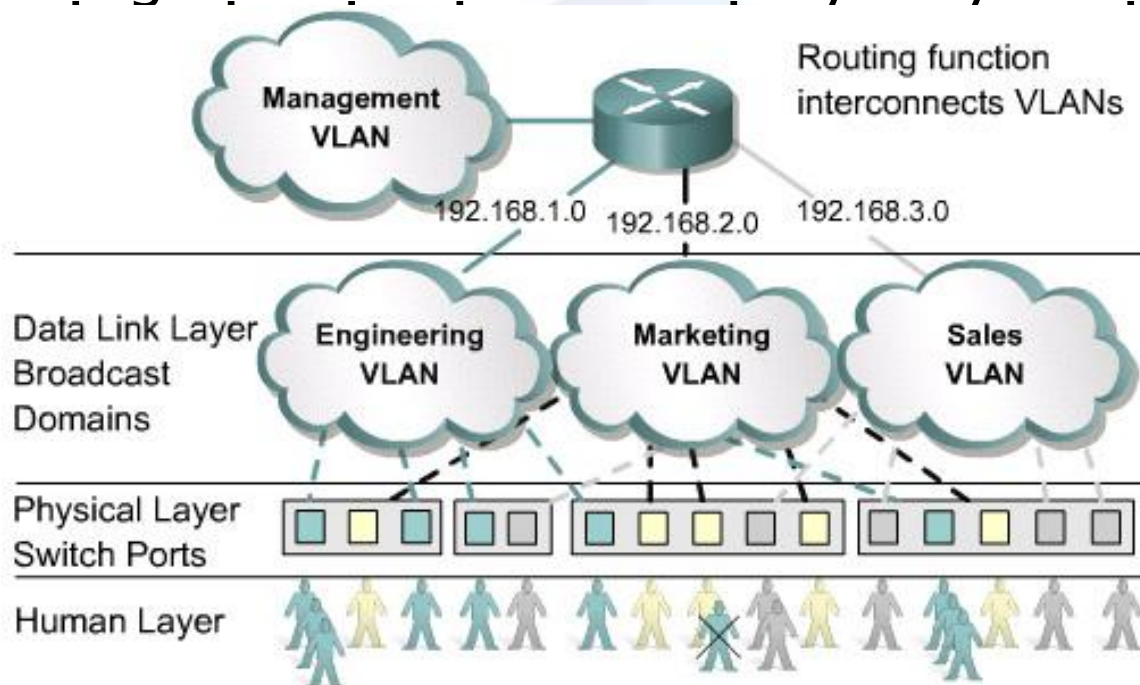 Routing function
interconnects VLANs
Management
VLAN
192.168.1.0
192.168.2.0
192.168.3.0
Data Link Layer
Broadcast
Domains
Engineering
VLAN
Marketing
VLAN
Sales
VLAN
Physical Layer
Switch Ports
Human Layer